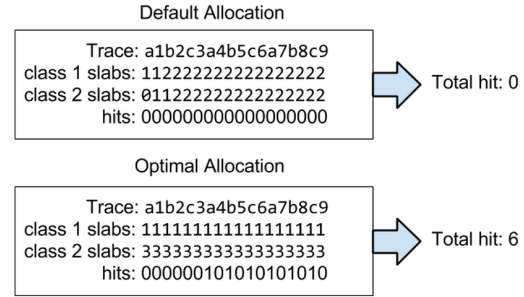 Default Allocation
Trace: a1b2c3a4b5c6a7b8c9
class 1 slabs: 112222222222222222
class 2 slabs: 011222222222222222
hits: 000000000000000000
Total hit: 0
Optimal Allocation
Trace: a1b2c3a4b5c6a7b8c9
class 1 slabs: 111111111111111111
class 2 slabs: 333333333333333333
hits: 000000101010101010
Total hit: 6